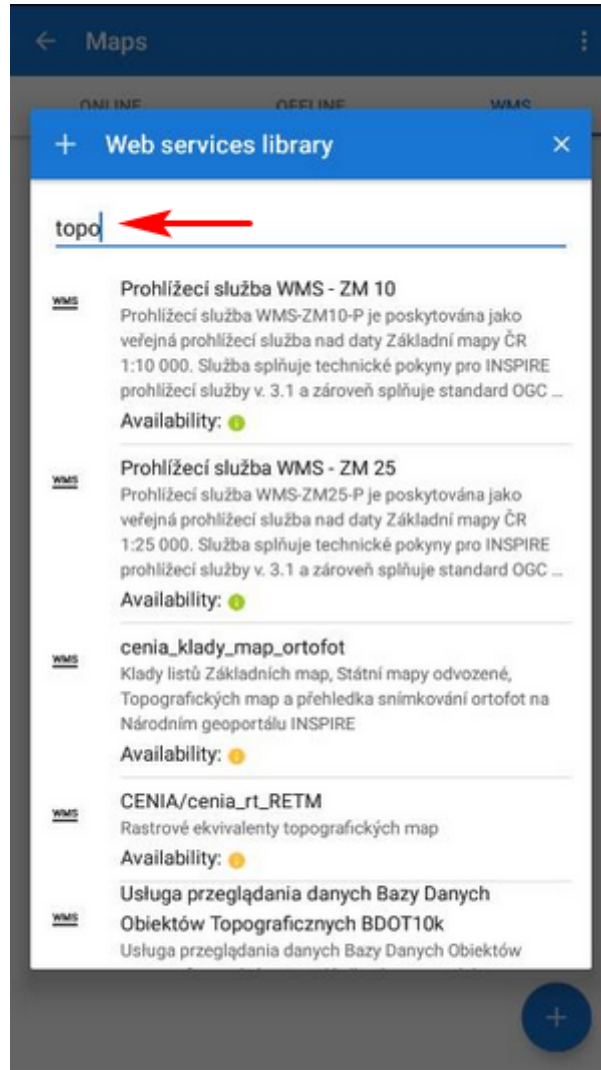 Maps
ONLINE OFFLINE WMS
Web services library
topo
WMS
Prohlížecí služba WMS - ZM 10
Prohlížecí služba WMS-ZM10-P je poskytována jako
veřejná prohlížecí služba nad daty Základní mapy ČR
1:10 000. Služba splňuje technické pokyny pro INSPIRE
prohlížecí služby v. 3.1 a zároveň splňuje standard OGC ...
Availability:
WMS
Prohlížecí služba WMS - ZM 25
Prohlížecí služba WMS-ZM25-P je poskytována jako
veřejná prohlížecí služba nad daty Základní mapy ČR
1:25 000. Služba splňuje technické pokyny pro INSPIRE
prohlížecí služby v. 3.1 a zároveň splňuje standard OGC ...
Availability:
WMS
cenia_klady_map_ortofot
Klady listů Základních map, Státní mapy odvozené,
Topografických map a přehledka snímkování ortofot na
Národním geoportálu INSPIRE
Availability:
WMS
CENIA/cenia_rt_RETM
Rastrové ekvivalenty topografických map
Availability:
WMS
Usługa przeglądania danych Bazy Danych
Obiektów Topograficznych BDOT10k
Usługa przeglądania danych Bazy Danych Obiektów